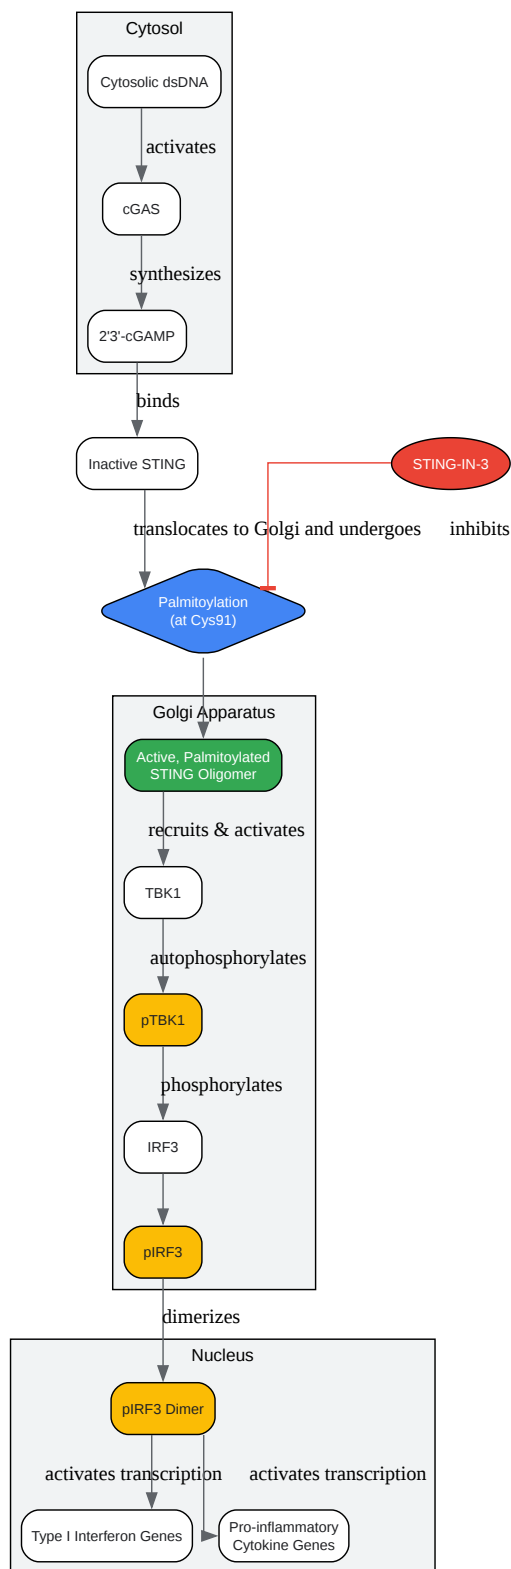 Cytosol
Cytosolic dsDNA
activates
cGAS
synthesizes
2'3'-cGAMP
binds
Inactive STING
STING-IN-3
translocates to Golgi and undergoes
inhibits
Palmitoylation
(at Cys91)
Golgi Apparatus
Active, Palmitoylated
STING Oligomer
recruits & activates
TBK1
autophosphorylates
pTBK1
phosphorylates
IRF3
pIRF3
dimerizes
Nucleus
pIRF3 Dimer
activates transcription
activates transcription
Type I Interferon Genes
Pro-inflammatory
Cytokine Genes